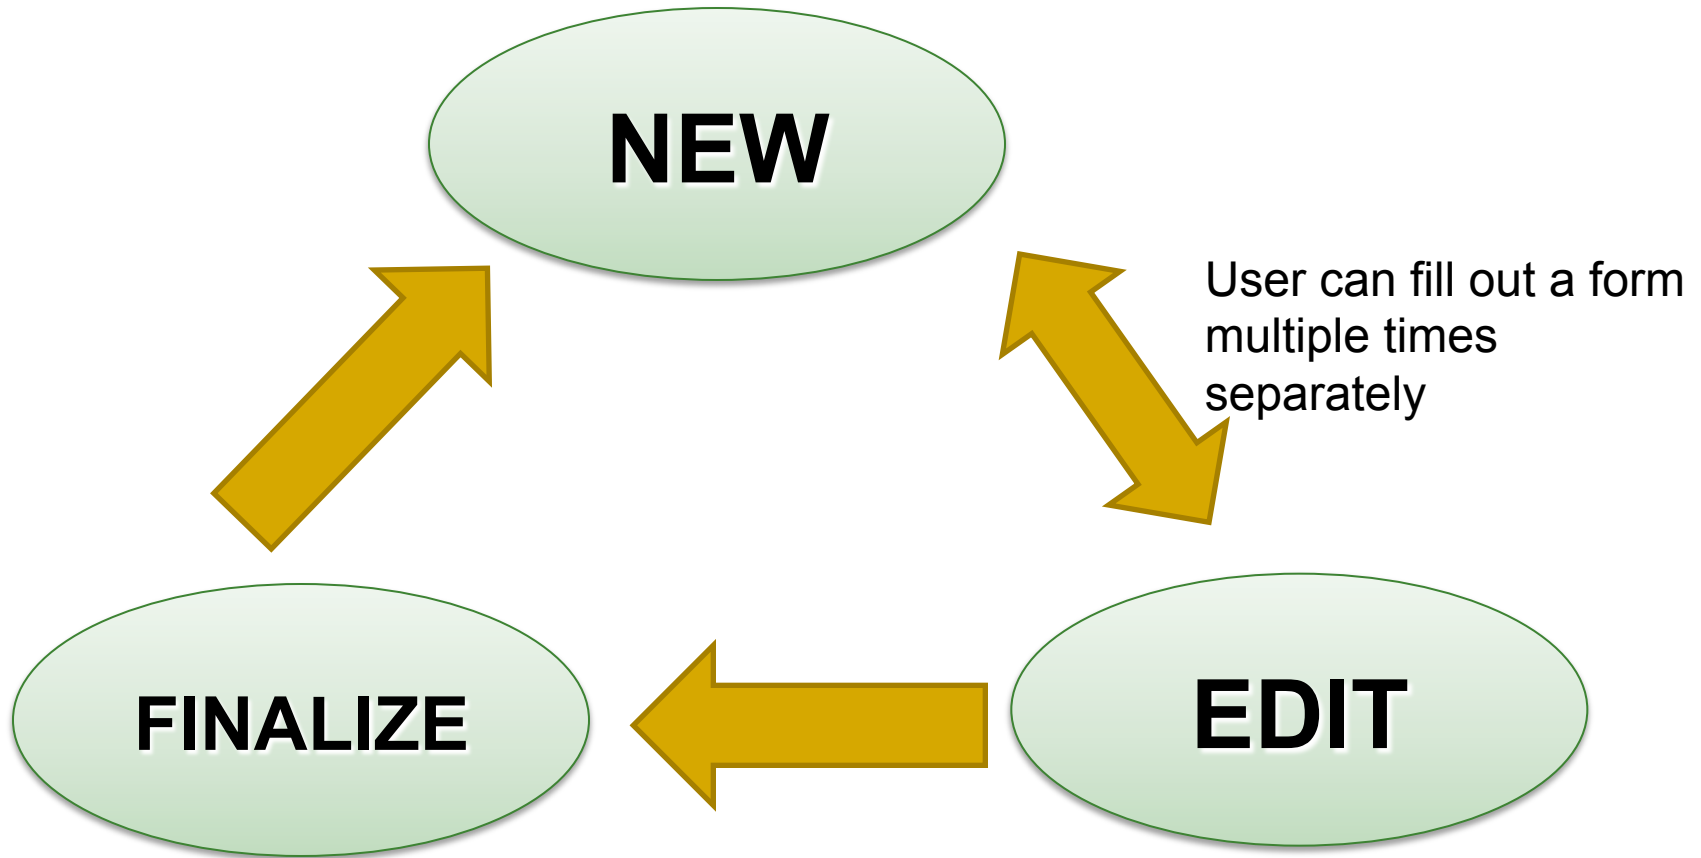 NEW
User can fill out a form
multiple times
separately
FINALIZE
EDIT